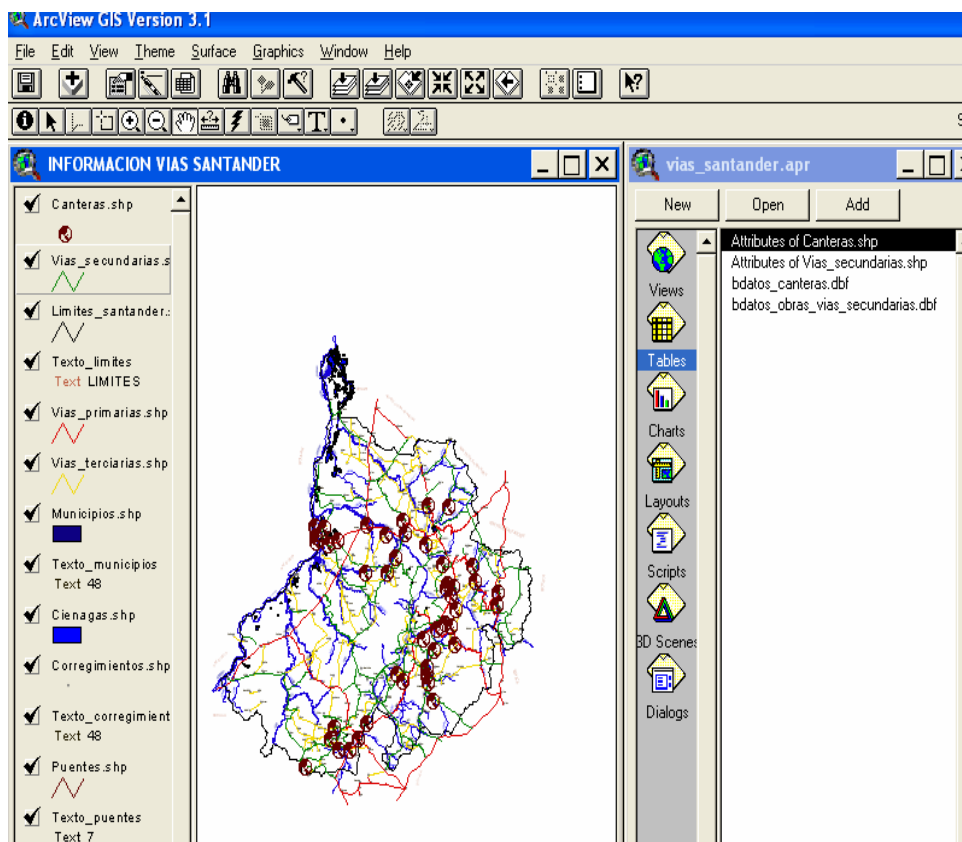 ArcView GIS Version 3.1
File Edit View Theme Surface Graphics Window Help
INFORMACION VIAS SANTANDER
Canteras.shp
Vias_secundarias.s
Limites_santander.
Texto_limites
Text LIMITES
Vias_primarias.shp
Vias_terciarias.shp
Municipios.shp
Texto_municipios
Text 48
Cienagas.shp
Corregimientos.shp
Texto_corregimient
Text 48
Puentes.shp
Texto_puentes
Text 7
vias_santander.apr
New Open Add
Views
Tables
Charts
Layouts
Scripts
3D Scenes
Dialogs
Attributes of Canteras.shp
Attributes of Vias_secundarias.shp
bdatos_canteras.dbf
bdatos_obras_vias_secundarias.dbf